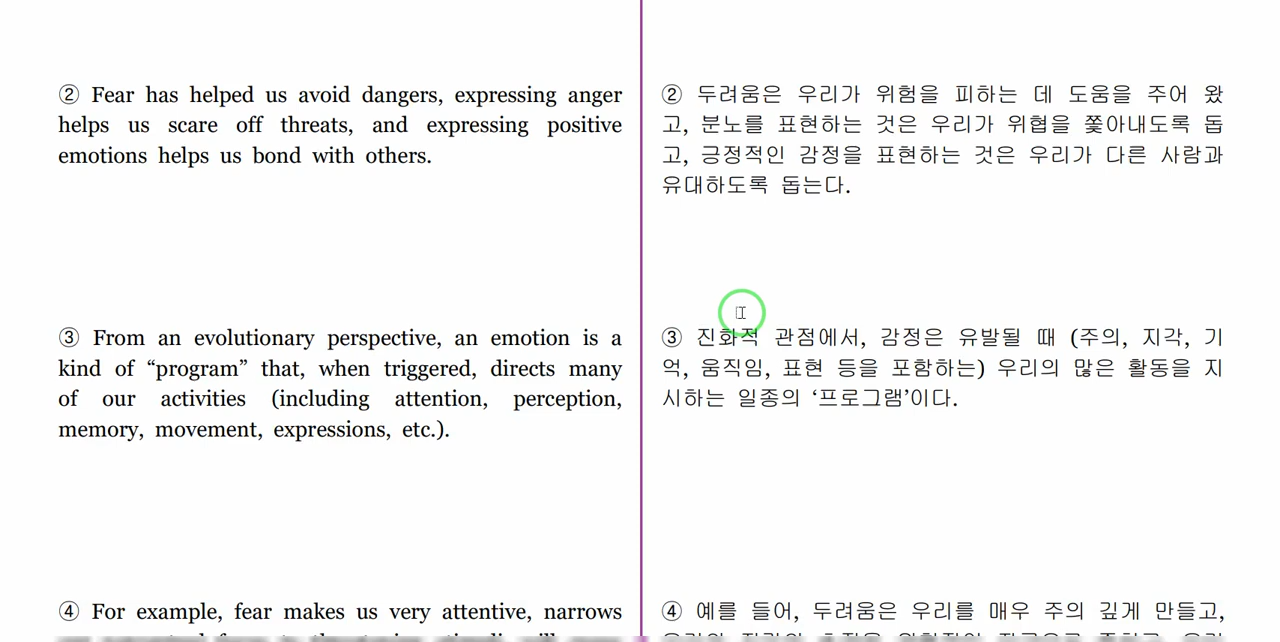 ② Fear has helped us avoid dangers, expressing anger
helps us scare off threats, and expressing positive
emotions helps us bond with others.
③ From an evolutionary perspective, an emotion is a
kind of “program” that, when triggered, directs many
of our activities (including attention, perception,
memory, movement, expressions, etc.).
④ For example, fear makes us very attentive, narrows
② 두려움은 우리가 위험을 피하는 데 도움을 주어 왔
고, 분노를 표현하는 것은 우리가 위협을 쫓아내도록 돕
고, 긍정적인 감정을 표현하는 것은 우리가 다른 사람과
유대하도록 돕는다.
③ 진화적 관점에서, 감정은 유발될 때 (주의, 지각, 기
억, 움직임, 표현 등을 포함하는) 우리의 많은 활동을 지
시하는 일종의 ‘프로그램’이다.
④ 예를 들어, 두려움은 우리를 매우 주의 깊게 만들고,